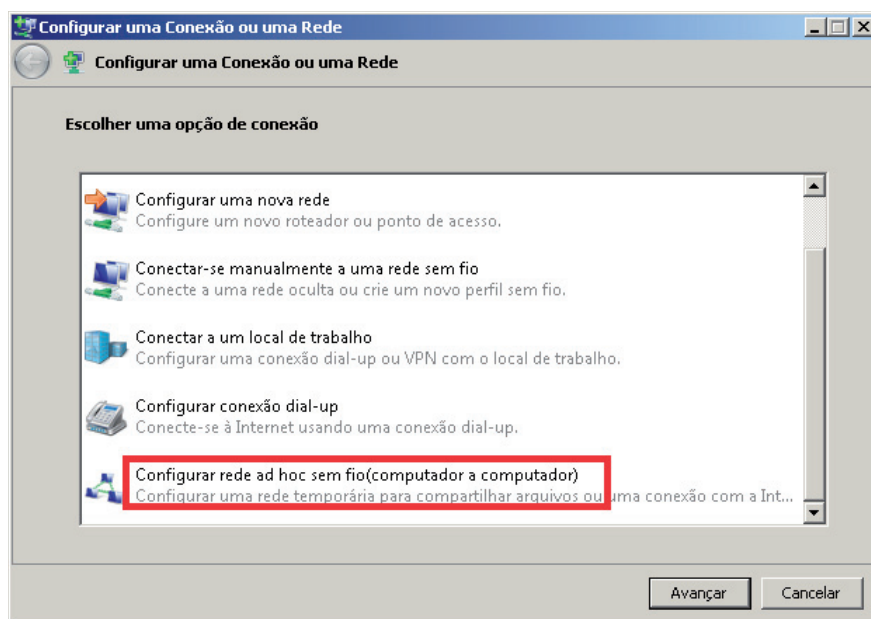 Configurar uma Conexão ou uma Rede
Configurar uma Conexão ou uma Rede
Escolher uma opção de conexão
Configurar uma nova rede
Configure um novo roteador ou ponto de acesso.
Conectar-se manualmente a uma rede sem fio
Conecte a uma rede oculta ou crie um novo perfil sem fio.
Conectar a um local de trabalho
Configurar uma conexão dial-up ou VPN com o local de trabalho.
Configurar conexão dial-up
Conecte-se à Internet usando uma conexão dial-up.
Configurar rede ad hoc sem fio(computador a computador)
Configurar uma rede temporária para compartilhar arquivos ou uma conexão com a Int...
Avançar
Cancelar